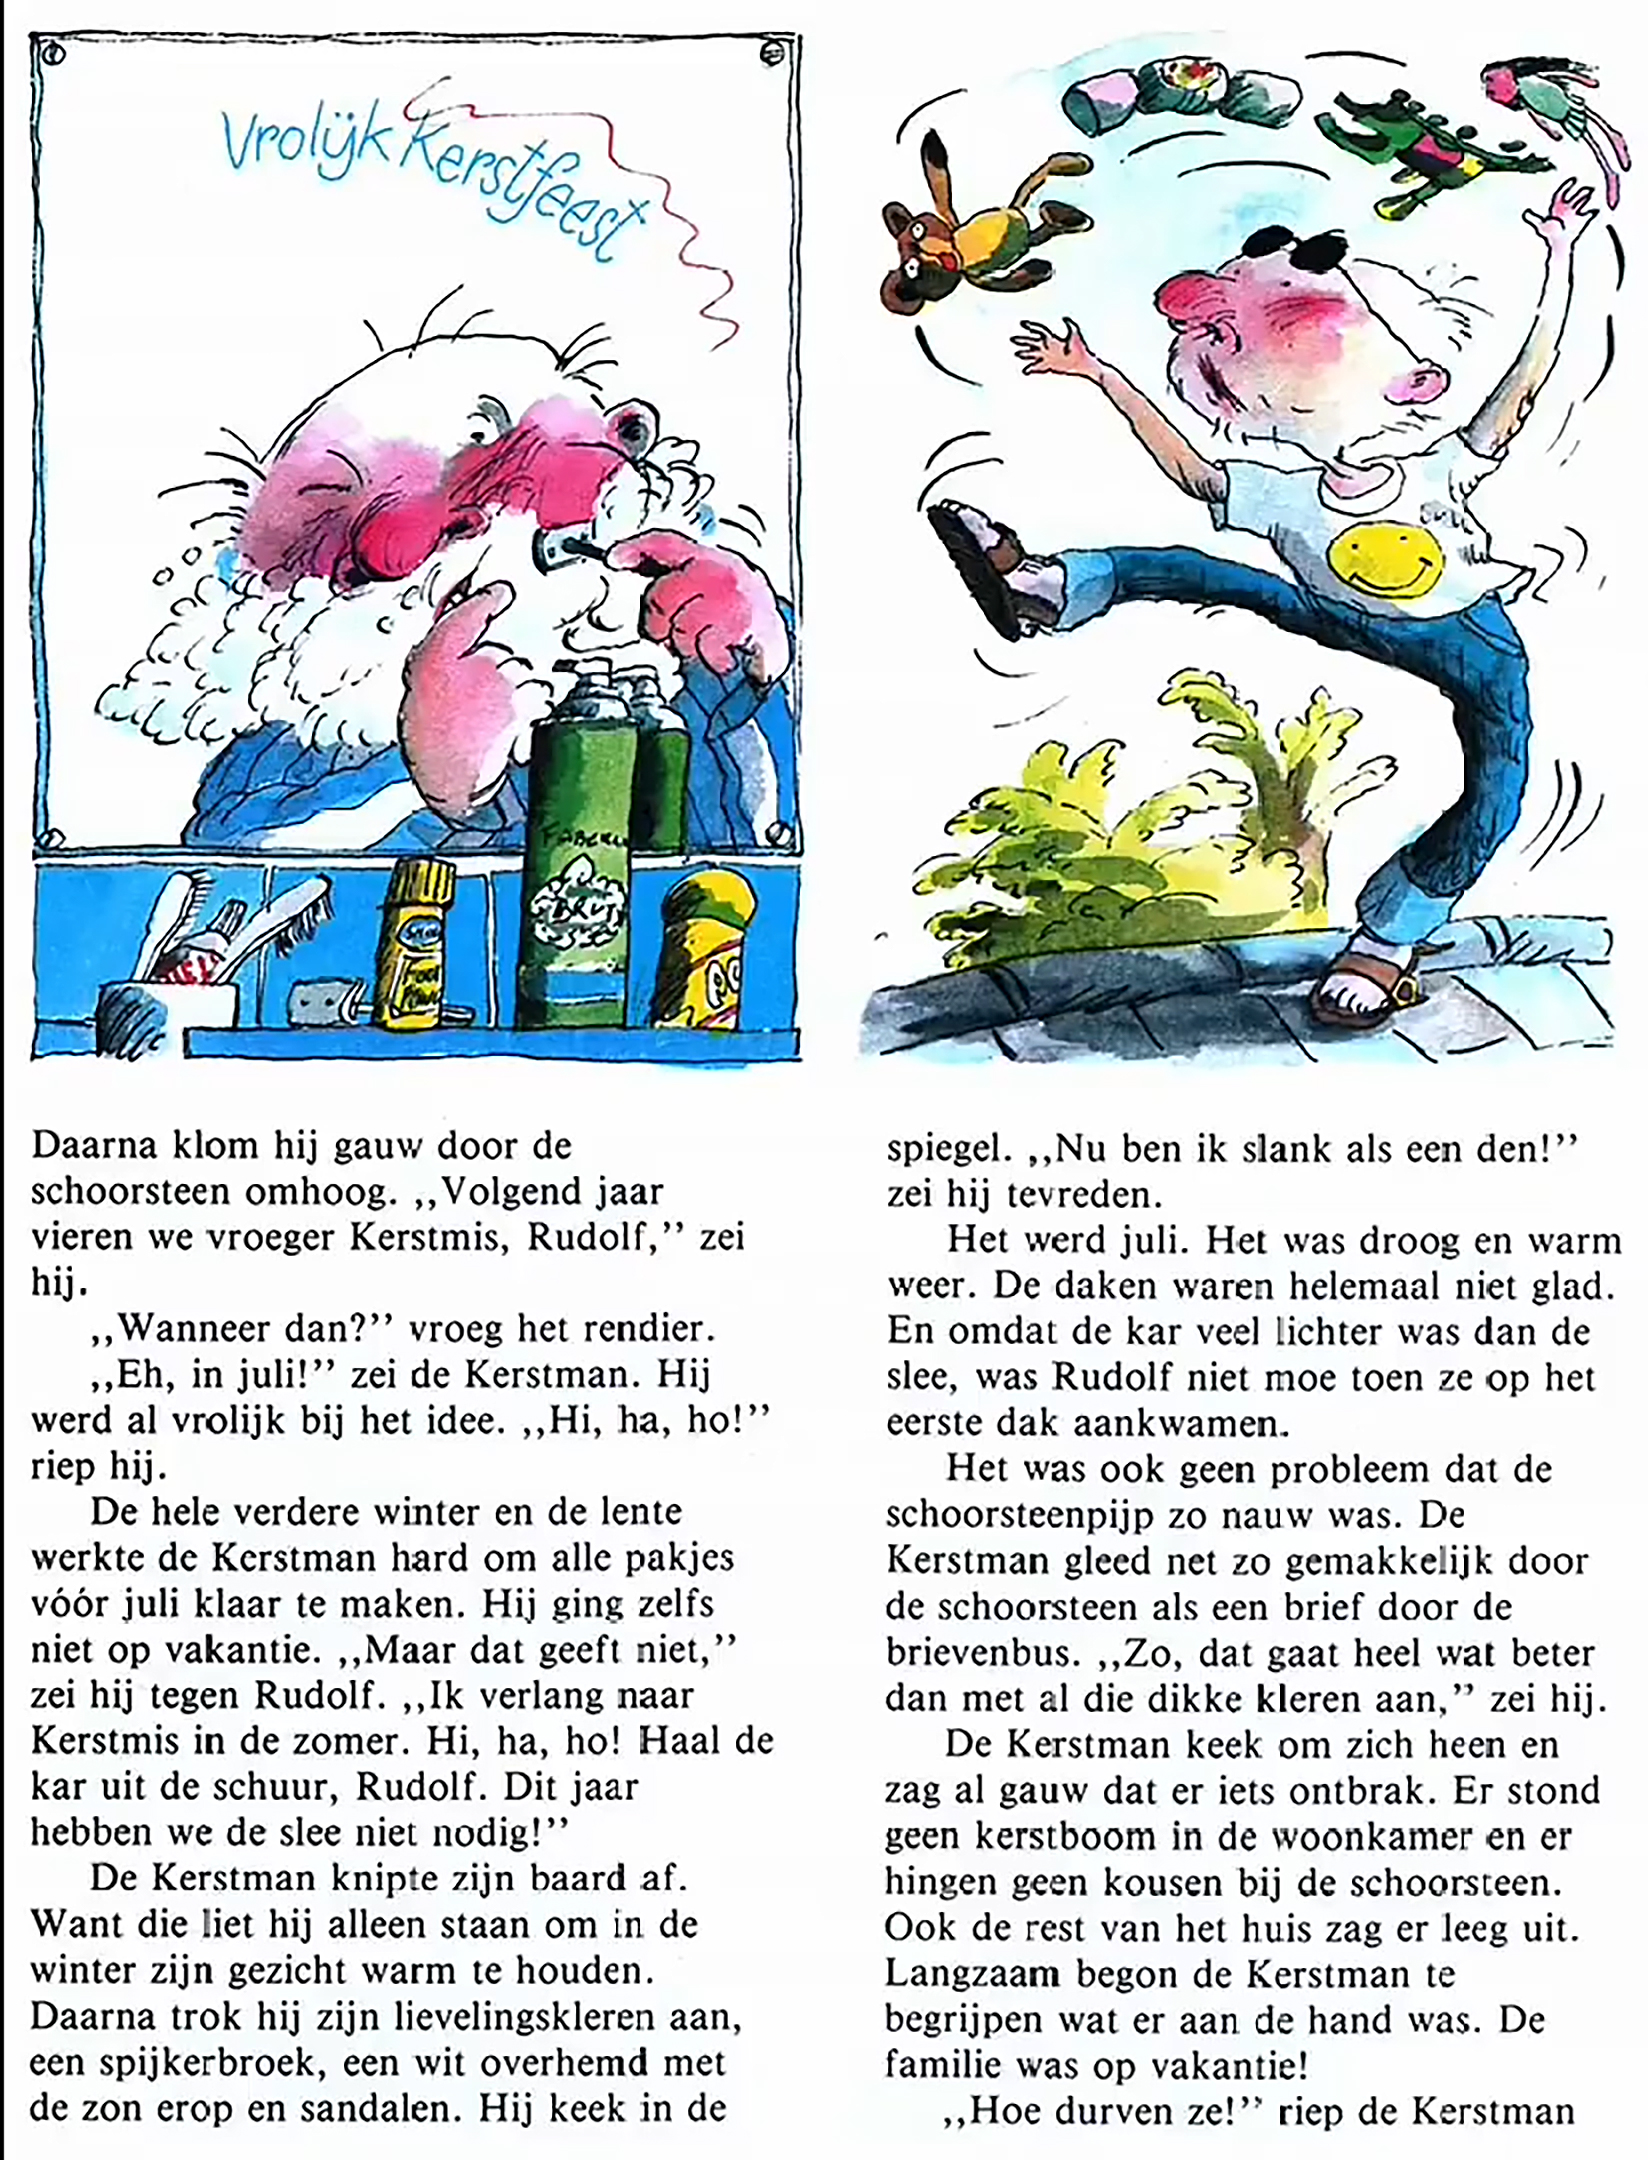 Vrolijk Kerstfeest
BRUT
Daarna klom hij gauw door de
schoorsteen omhoog. ,,Volgend jaar
vieren we vroeger Kerstmis, Rudolf,” zei
hij.
,,Wanneer dan?” vroeg het rendier.
,,Eh, in juli!” zei de Kerstman. Hij
werd al vrolijk bij het idee. ,,Hi, ha, ho!”
riep hij.
De hele verdere winter en de lente
werkte de Kerstman hard om alle pakjes
vóór juli klaar te maken. Hij ging zelfs
niet op vakantie. ,,Maar dat geeft niet,”
zei hij tegen Rudolf. ,,Ik verlang naar
Kerstmis in de zomer. Hi, ha, ho! Haal de
kar uit de schuur, Rudolf. Dit jaar
hebben we de slee niet nodig!”
De Kerstman knipte zijn baard af.
Want die liet hij alleen staan om in de
winter zijn gezicht warm te houden.
Daarna trok hij zijn lievelingskleren aan,
een spijkerbroek, een wit overhemd met
de zon erop en sandalen. Hij keek in de
spiegel. ,,Nu ben ik slank als een den!”
zei hij tevreden.
Het werd juli. Het was droog en warm
weer. De daken waren helemaal niet glad.
En omdat de kar veel lichter was dan de
slee, was Rudolf niet moe toen ze op het
eerste dak aankwamen.
Het was ook geen probleem dat de
schoorsteenpijp zo nauw was. De
Kerstman gleed net zo gemakkelijk door
de schoorsteen als een brief door de
brievenbus. ,,Zo, dat gaat heel wat beter
dan met al die dikke kleren aan,” zei hij.
De Kerstman keek om zich heen en
zag al gauw dat er iets ontbrak. Er stond
geen kerstboom in de woonkamer en er
hingen geen kousen bij de schoorsteen.
Ook de rest van het huis zag er leeg uit.
Langzaam begon de Kerstman te
begrijpen wat er aan de hand was. De
familie was op vakantie!
,,Hoe durven ze!” riep de Kerstman